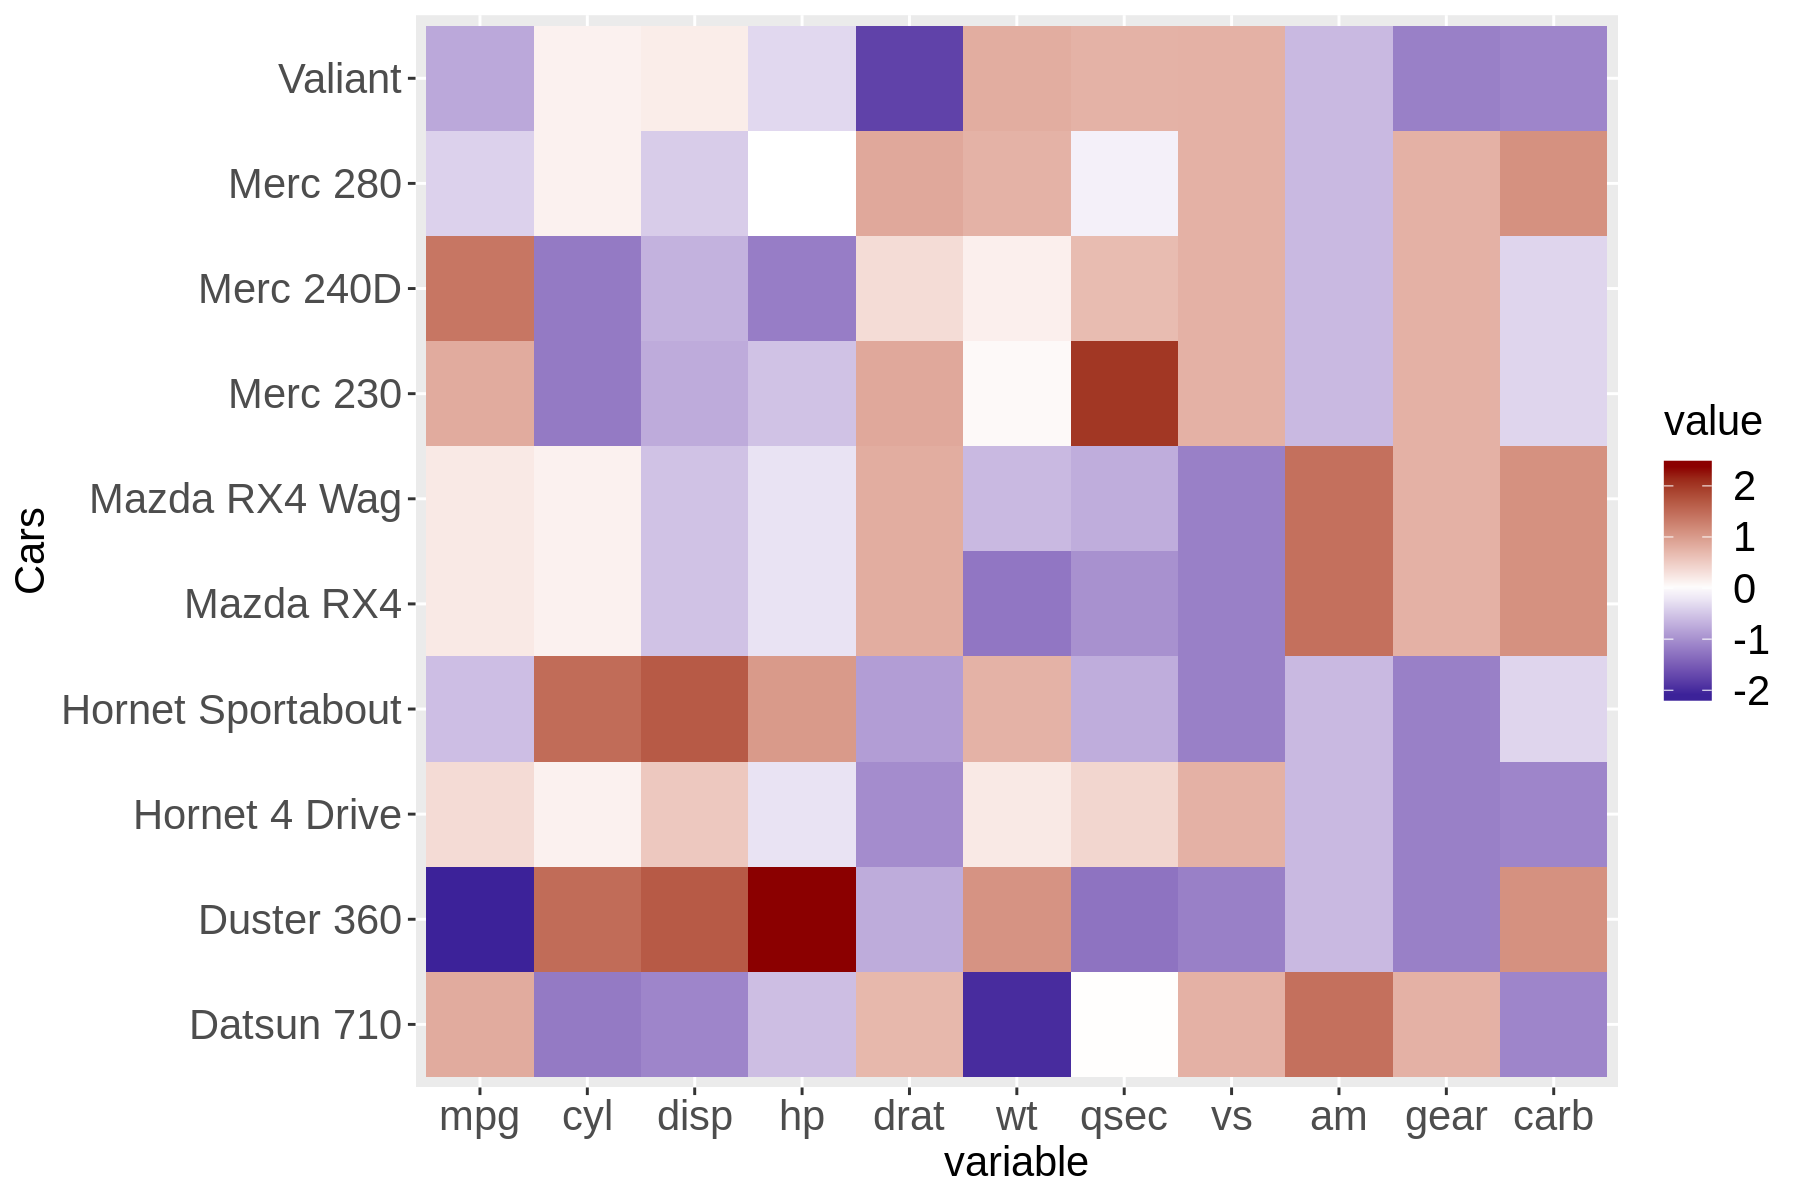 Valiant
Merc 280
Merc 240D
Merc 230
Mazda RX4 Wag
Mazda RX4
Hornet Sportabout
Hornet 4 Drive
Duster 360
Datsun 710
Cars
mpg cyl disp hp drat wt qsec vs am gear carb
variable
value
2
1
0
-1
-2